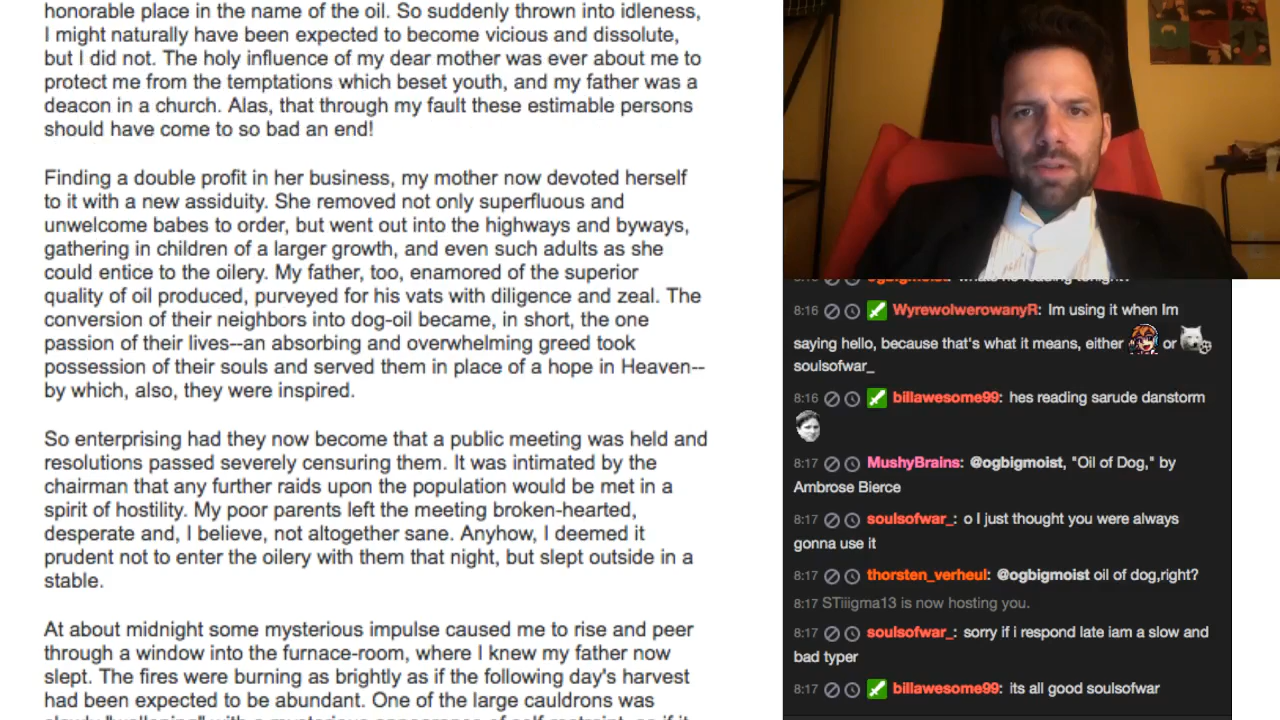 honorable place in the name of the oil. So suddenly thrown into idleness,
I might naturally have been expected to become vicious and dissolute,
but I did not. The holy influence of my dear mother was ever about me to
protect me from the temptations which beset youth, and my father was a
deacon in a church. Alas, that through my fault these estimable persons
should have come to so bad an end!
Finding a double profit in her business, my mother now devoted herself
to it with a new assiduity. She removed not only superfluous and
unwelcome babes to order, but went out into the highways and byways,
gathering in children of a larger growth, and even such adults as she
could entice to the oilery. My father, too, enamored of the superior
quality of oil produced, purveyed for his vats with diligence and zeal. The
conversion of their neighbors into dog-oil became, in short, the one
passion of their lives--an absorbing and overwhelming greed took
possession of their souls and served them in place of a hope in Heaven--
by which, also, they were inspired.
So enterprising had they now become that a public meeting was held and
resolutions passed severely censuring them. It was intimated by the
chairman that any further raids upon the population would be met in a
spirit of hostility. My poor parents left the meeting broken-hearted,
desperate and, I believe, not altogether sane. Anyhow, I deemed it
prudent not to enter the oilery with them that night, but slept outside in a
stable.
At about midnight some mysterious impulse caused me to rise and peer
through a window into the furnace-room, where I knew my father now
slept. The fires were burning as brightly as if the following day's harvest
had been expected to be abundant. One of the large cauldrons was
8:16 WyrewolwerowanyR: Im using it when Im
saying hello, because that's what it means, either or
soulsofwar_
8:16 billawesome99: hes reading sarude danstorm
8:17 MushyBrains: @ogbigmoist, "Oil of Dog," by
Ambrose Bierce
8:17 soulsofwar_: o I just thought you were always
gonna use it
8:17 thorsten_verheul: @ogbigmoist oil of dog,right?
8:17 STiiigma13 is now hosting you.
8:17 soulsofwar_: sorry if i respond late iam a slow and
bad typer
8:17 billawesome99: its all good soulsofwar